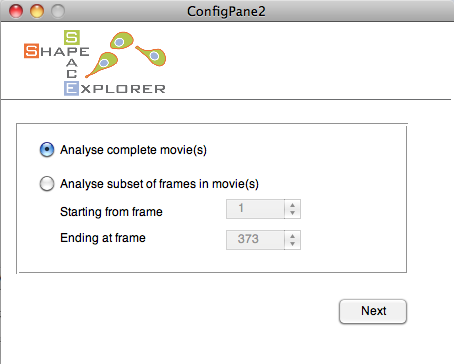 ConfigPane2
SHAPE
SPACE
EXPLORER
Analyse complete movie(s)
Analyse subset of frames in movie(s)
Starting from frame 1
Ending at frame 373
Next